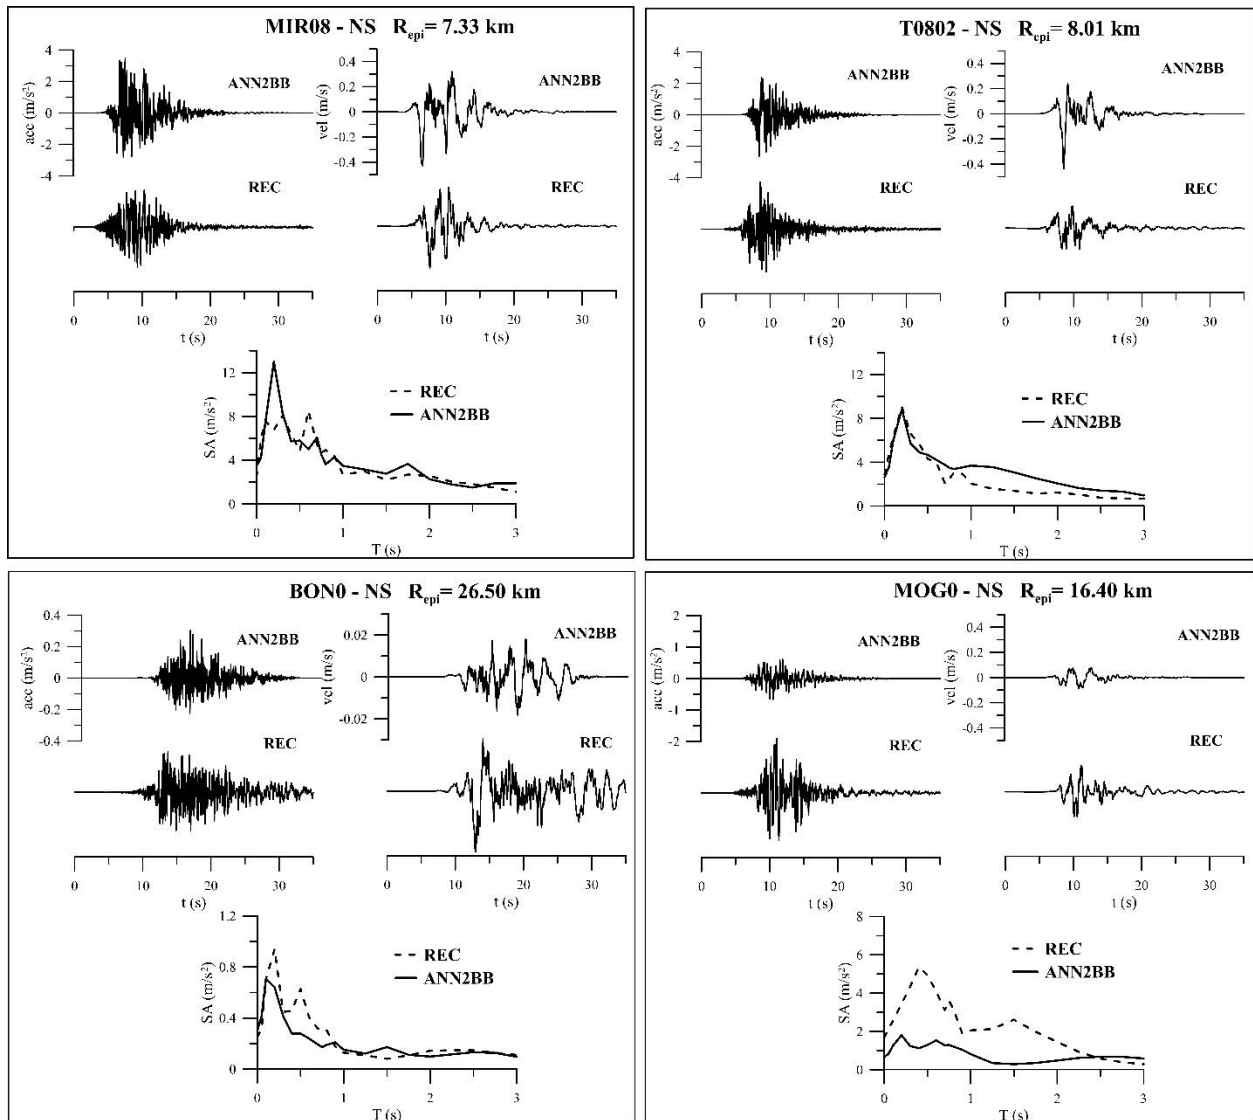 MIR08 - NS R_epi= 7.33 km
4
2
0
-2
-4
acc (m/s²)
ANN2BB
REC
0 10 20 30
t (s)
0.4
0.2
0
-0.2
-0.4
vel (m/s)
ANN2BB
REC
0 10 20 30
t (s)
12
8
4
0
SA (m/s²)
REC
ANN2BB
0 1 2 3
T (s)
T0802 - NS R_epi= 8.01 km
4
2
0
-2
-4
acc (m/s²)
ANN2BB
REC
0 10 20 30
t (s)
0.4
0.2
0
-0.2
-0.4
vel (m/s)
ANN2BB
REC
0 10 20 30
t (s)
12
8
4
0
SA (m/s²)
REC
ANN2BB
0 1 2 3
T (s)
BON0 - NS R_epi= 26.50 km
0.4
0.2
0
-0.2
-0.4
acc (m/s²)
ANN2BB
REC
0 10 20 30
t (s)
0.02
0
-0.02
vel (m/s)
ANN2BB
REC
0 10 20 30
t (s)
1.2
0.8
0.4
0
SA (m/s²)
REC
ANN2BB
0 1 2 3
T (s)
MOG0 - NS R_epi= 16.40 km
2
1
0
-1
-2
acc (m/s²)
ANN2BB
REC
0 10 20 30
t (s)
0.4
0.2
0
-0.2
-0.4
vel (m/s)
ANN2BB
REC
0 10 20 30
t (s)
8
6
4
2
0
SA (m/s²)
REC
ANN2BB
0 1 2 3
T (s)